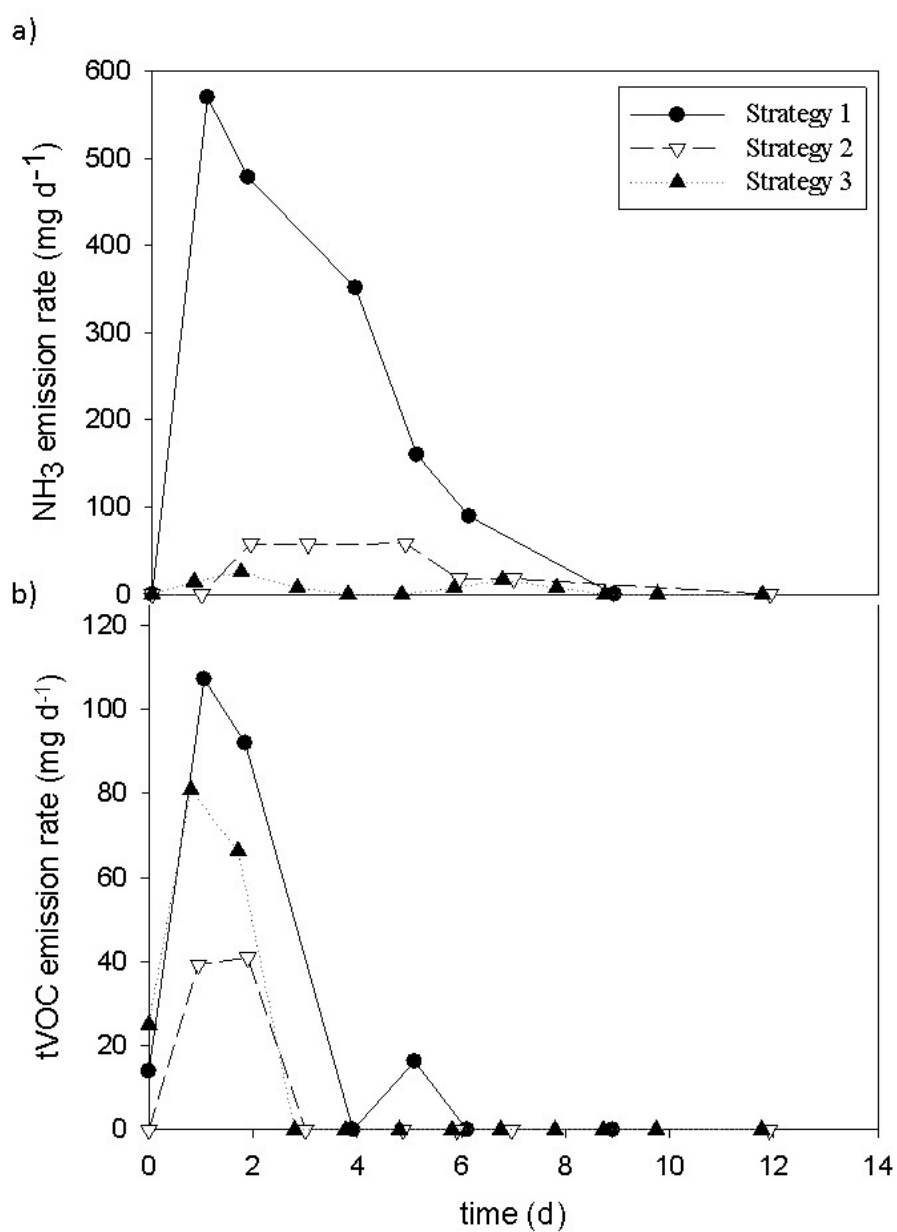 a)
600
500
400
300
200
100
0
NH3 emission rate (mg d⁻¹)
Strategy 1
Strategy 2
Strategy 3
b)
120
100
80
60
40
20
0
tVOC emission rate (mg d⁻¹)
0 2 4 6 8 10 12 14
time (d)